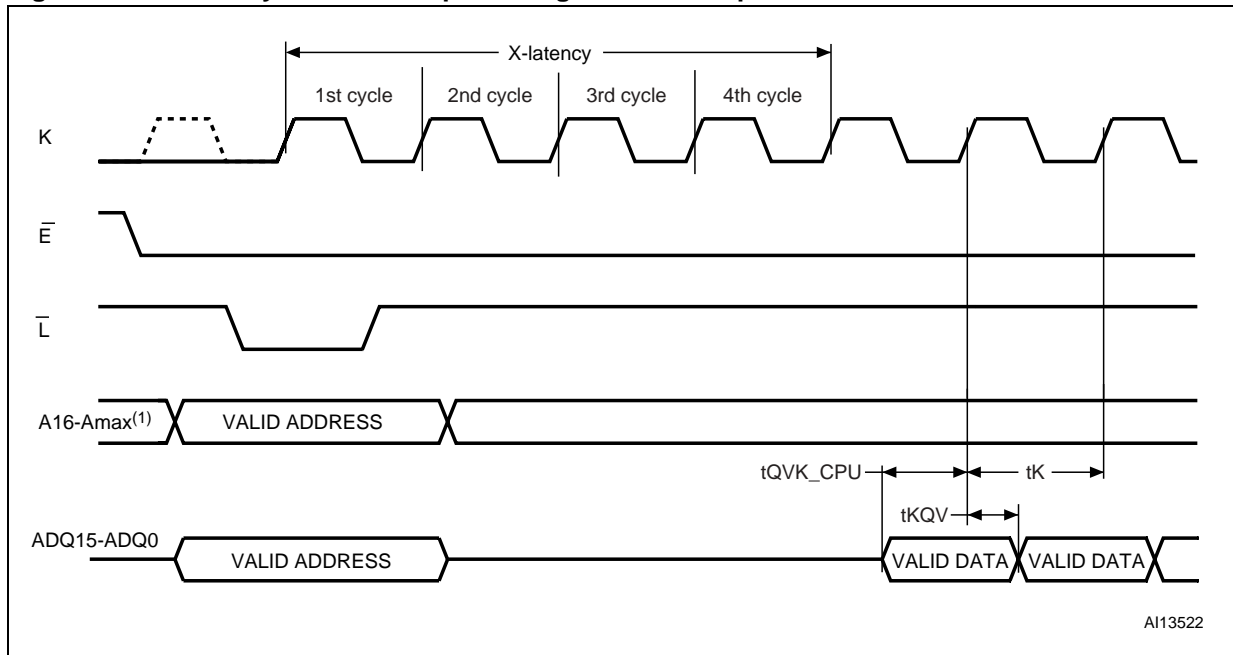 X-latency
1st cycle 2nd cycle 3rd cycle 4th cycle
K
E
L
A16-Amax(1) VALID ADDRESS
tQVK_CPU tK
tKQV
ADQ15-ADQ0
VALID ADDRESS VALID DATA VALID DATA
AI13522